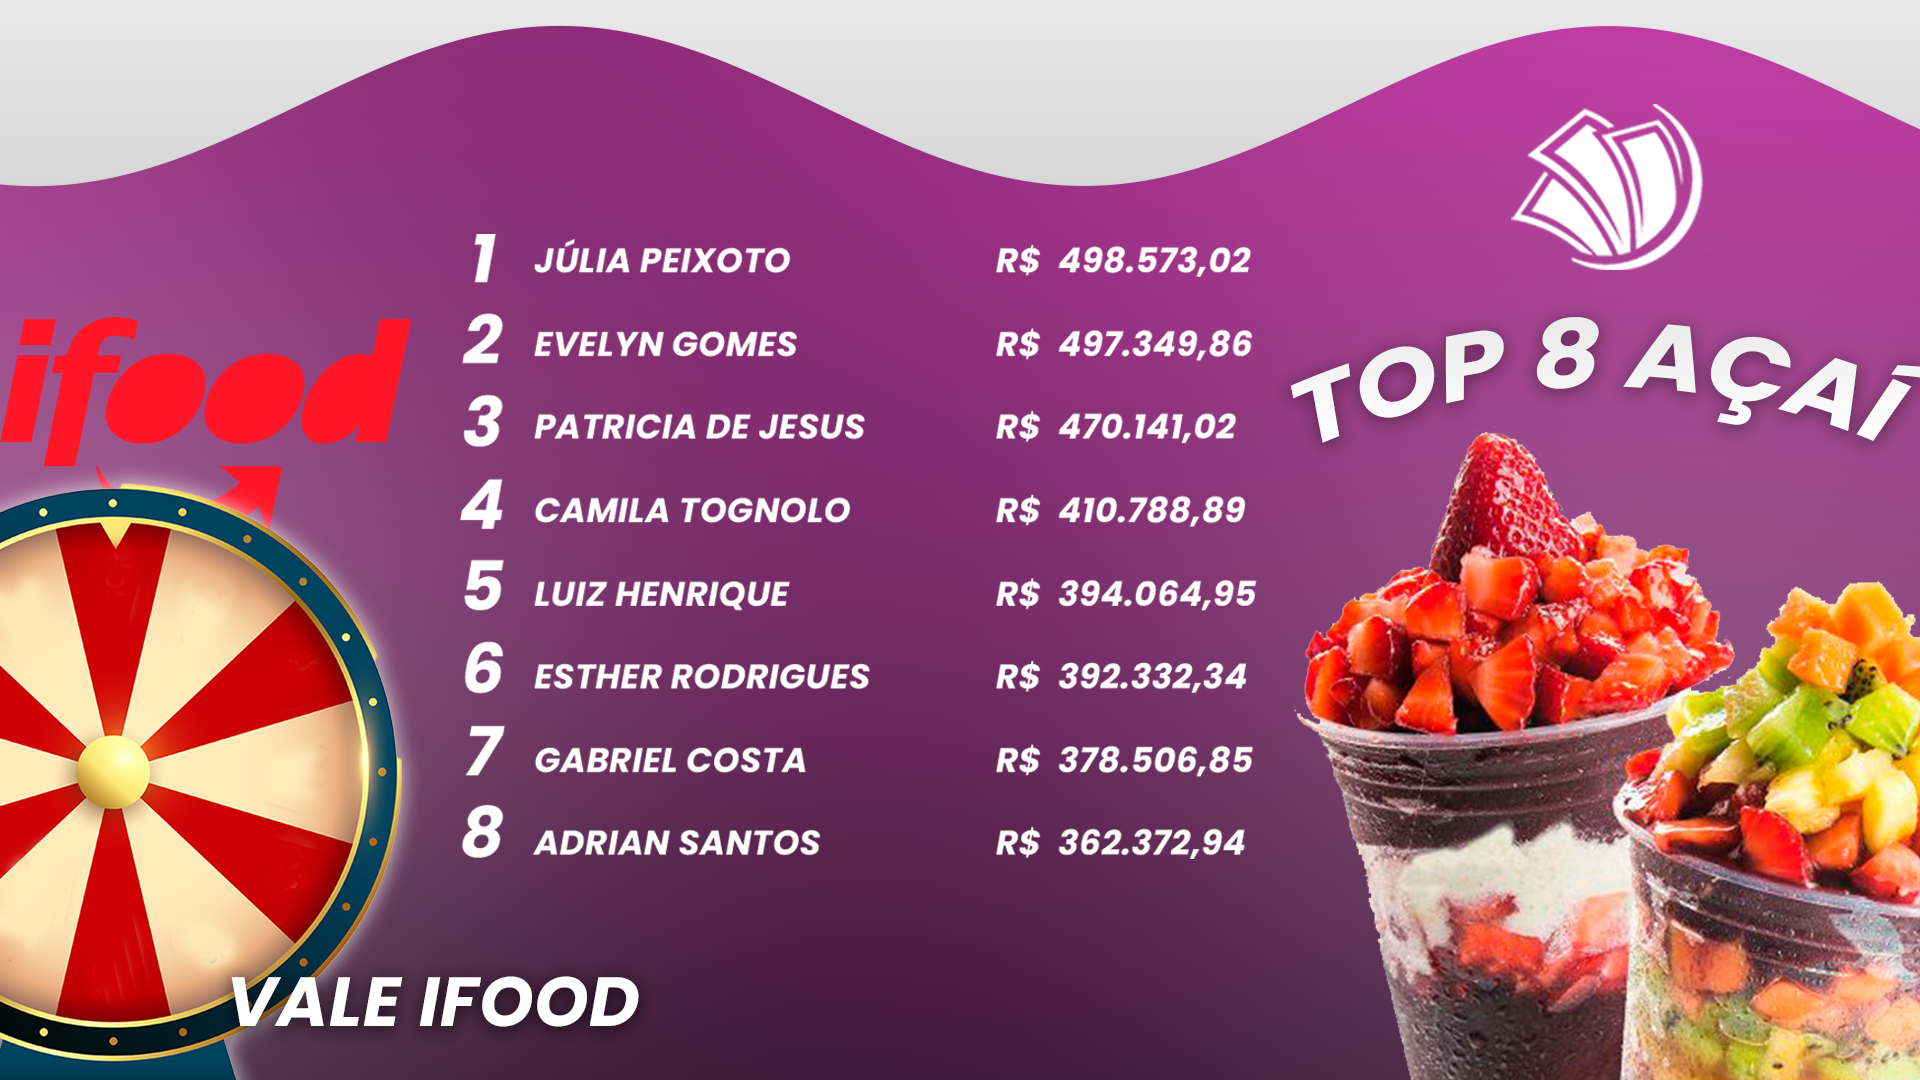 1 JÚLIA PEIXOTO R$ 498.573,02
2 EVELYN GOMES R$ 497.349,86
3 PATRICIA DE JESUS R$ 470.141,02
4 CAMILA TOGNOLO R$ 410.788,89
5 LUIZ HENRIQUE R$ 394.064,95
6 ESTHER RODRIGUES R$ 392.332,34
7 GABRIEL COSTA R$ 378.506,85
8 ADRIAN SANTOS R$ 362.372,94
ifood
VALE IFOOD
TOP 8 AÇAÍ